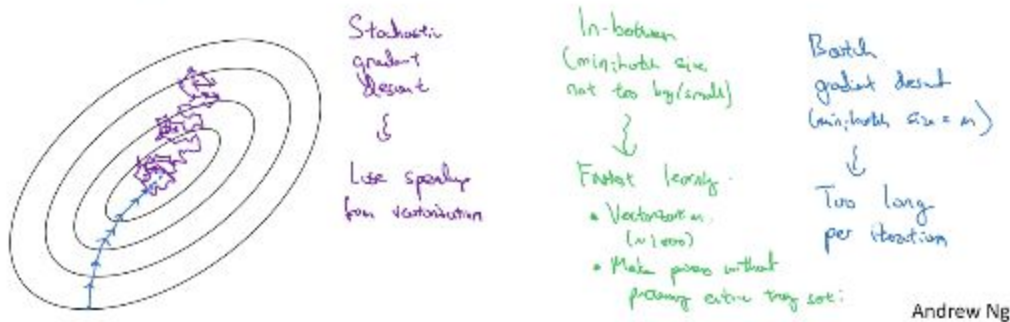 Stochastic
gradient
descent
↓
Lose speedup
from vectorization
In-between
(minibatch size
not too big/small)
↓
Fastest learning.
• Vectorization.
(~1000)
• Make progress without
processing entire training set.
Batch
gradient descent
(minibatch size = m)
↓
Too long
per iteration
Andrew Ng